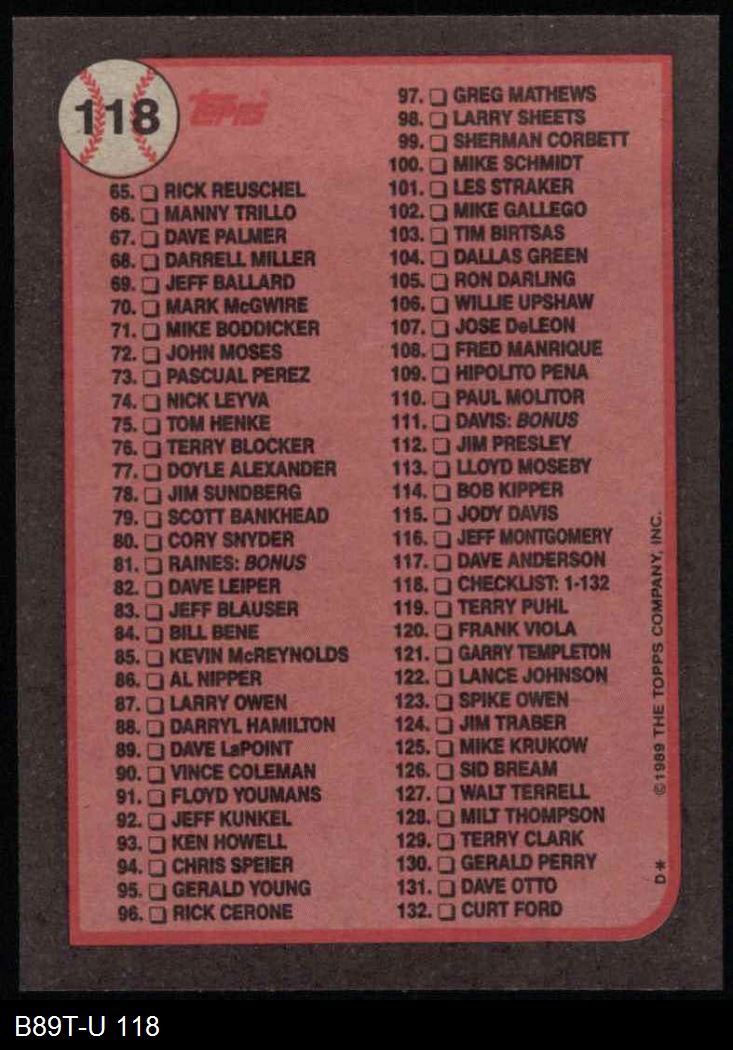 118
TOPPS
65. RICK REUSCHEL
66. MANNY TRILLO
67. DAVE PALMER
68. DARRELL MILLER
69. JEFF BALLARD
70. MARK McGWIRE
71. MIKE BODDICKER
72. JOHN MOSES
73. PASCUAL PEREZ
74. NICK LEYVA
75. TOM HENKE
76. TERRY BLOCKER
77. DOYLE ALEXANDER
78. JIM SUNDBERG
79. SCOTT BANKHEAD
80. CORY SNYDER
81. RAINES: BONUS
82. DAVE LEIPER
83. JEFF BLAUSER
84. BILL BENE
85. KEVIN McREYNOLDS
86. AL NIPPER
87. LARRY OWEN
88. DARRYL HAMILTON
89. DAVE LaPOINT
90. VINCE COLEMAN
91. FLOYD YOUMANS
92. JEFF KUNKEL
93. KEN HOWELL
94. CHRIS SPEIER
95. GERALD YOUNG
96. RICK CERONE
97. GREG MATHEWS
98. LARRY SHEETS
99. SHERMAN CORBETT
100. MIKE SCHMIDT
101. LES STRAKER
102. MIKE GALLEGO
103. TIM BIRTSAS
104. DALLAS GREEN
105. RON DARLING
106. WILLIE UPSHAW
107. JOSE DeLEON
108. FRED MANRIQUE
109. HIPOLITO PENA
110. PAUL MOLITOR
111. DAVIS: BONUS
112. JIM PRESLEY
113. LLOYD MOSEBY
114. BOB KIPPER
115. JODY DAVIS
116. JEFF MONTGOMERY
117. DAVE ANDERSON
118. CHECKLIST: 1-132
119. TERRY PUHL
120. FRANK VIOLA
121. GARRY TEMPLETON
122. LANCE JOHNSON
123. SPIKE OWEN
124. JIM TRABER
125. MIKE KRUKOW
126. SID BREAM
127. WALT TERRELL
128. MILT THOMPSON
129. TERRY CLARK
130. GERALD PERRY
131. DAVE OTTO
132. CURT FORD
©1989 THE TOPPS COMPANY, INC.
D*
B89T-U 118